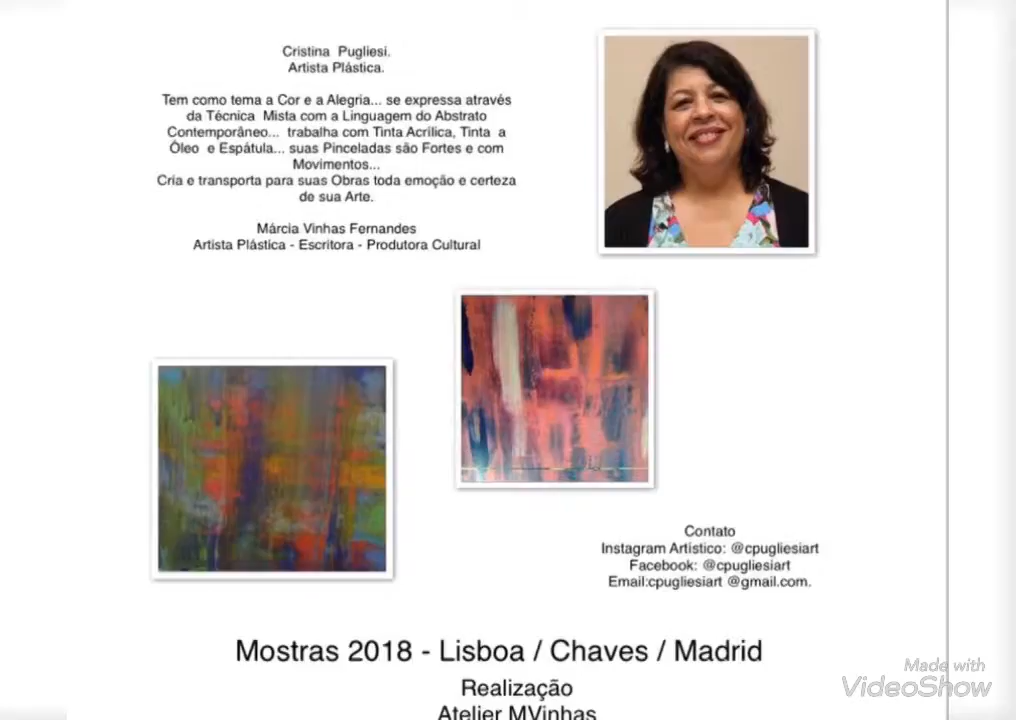 Cristina Pugliesi.
Artista Plástica.
Tem como tema a Cor e a Alegria... se expressa através
da Técnica Mista com a Linguagem do Abstrato
Contemporâneo... trabalha com Tinta Acrílica, Tinta a
Óleo e Espátula... suas Pinceladas são Fortes e com
Movimentos...
Cria e transporta para suas Obras toda emoção e certeza
de sua Arte.
Márcia Vinhas Fernandes
Artista Plástica - Escritora - Produtora Cultural
Contato
Instagram Artístico: @cpugliesiart
Facebook: @cpugliesiart
Email:cpugliesiart @gmail.com.
Mostras 2018 - Lisboa / Chaves / Madrid
Realização
Atelier MVinhas
Made with
VideoShow